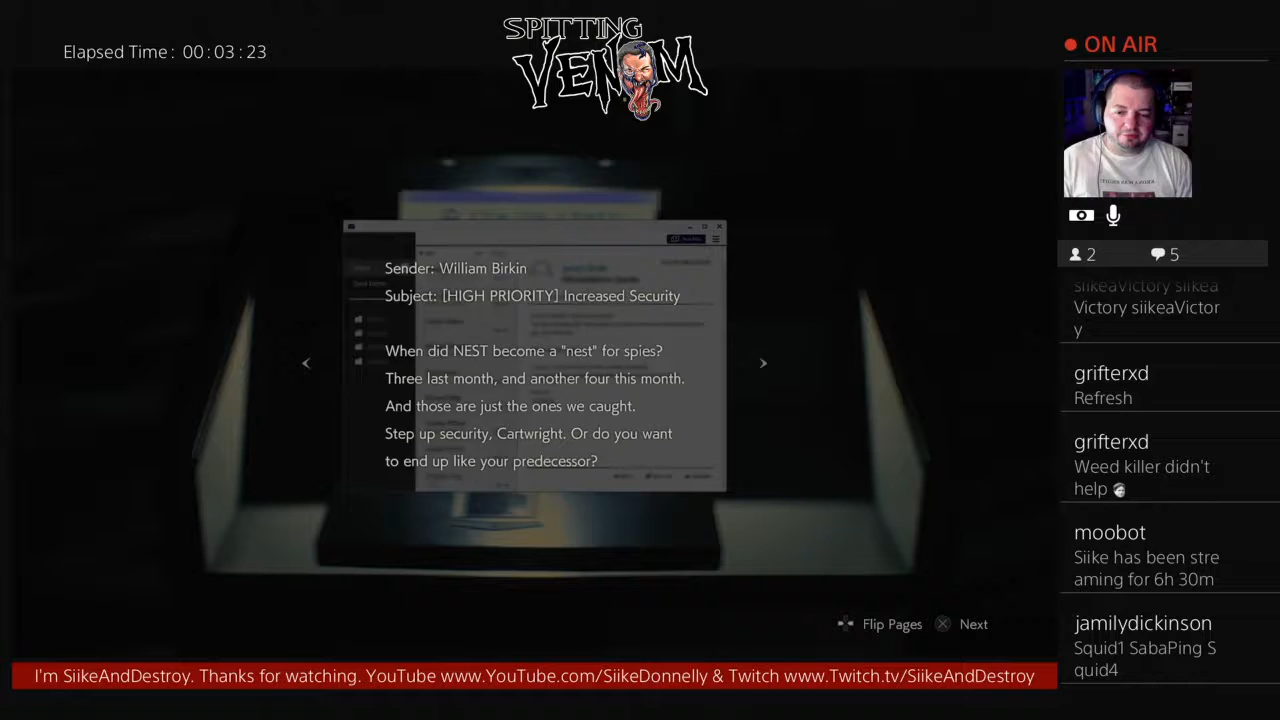 SPITTING
VENOM
Elapsed Time: 00:03:23
Sender: William Birkin
Subject: [HIGH PRIORITY] Increased Security
When did NEST become a "nest" for spies?
Three last month, and another four this month.
And those are just the ones we caught.
Step up security, Cartwright. Or do you want
to end up like your predecessor?
Flip Pages
Next
I'm SiikeAndDestroy. Thanks for watching. YouTube www.YouTube.com/SiikeDonnelly & Twitch www.Twitch.tv/SiikeAndDestroy
ON AIR
2
5
siikeaVictory siikea
Victory siikeaVictor
y
grifterxd
Refresh
grifterxd
Weed killer didn't
help
moobot
Siike has been stre
aming for 6h 30m
jamilydickinson
Squid1 SabaPing S
quid4